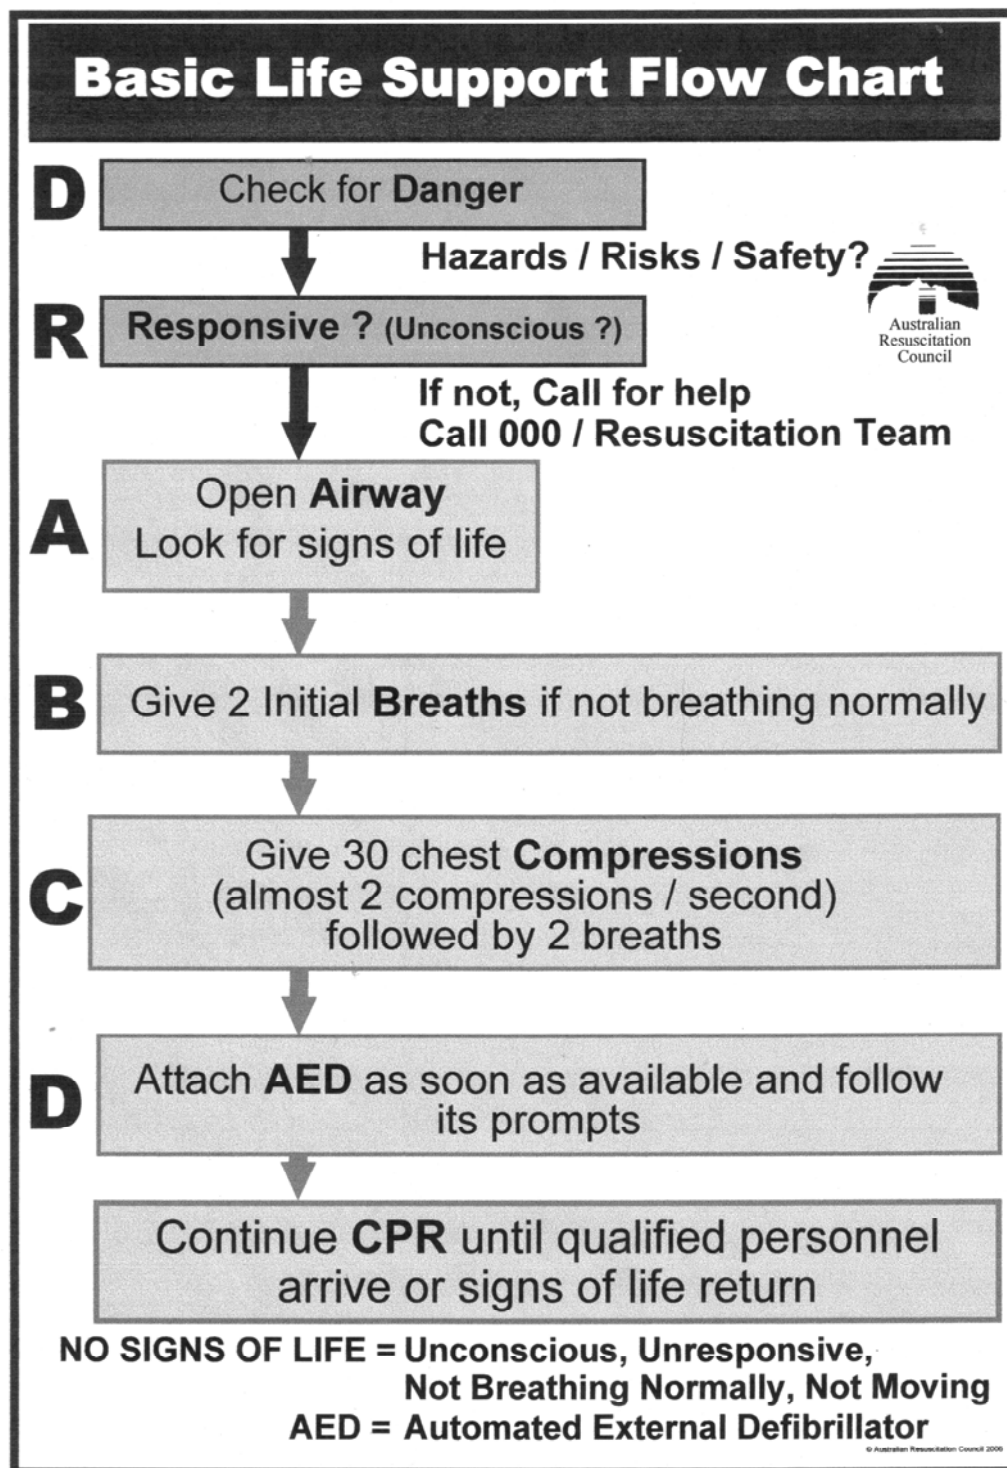 Basic Life Support Flow Chart
D
Check for Danger
Hazards / Risks / Safety?
Australian
Resuscitation
Council
R
Responsive ? (Unconscious ?)
If not, Call for help
Call 000 / Resuscitation Team
A
Open Airway
Look for signs of life
B
Give 2 Initial Breaths if not breathing normally
C
Give 30 chest Compressions
(almost 2 compressions / second)
followed by 2 breaths
D
Attach AED as soon as available and follow
its prompts
Continue CPR until qualified personnel
arrive or signs of life return
NO SIGNS OF LIFE = Unconscious, Unresponsive,
Not Breathing Normally, Not Moving
AED = Automated External Defibrillator
© Australian Resuscitation Council 2006